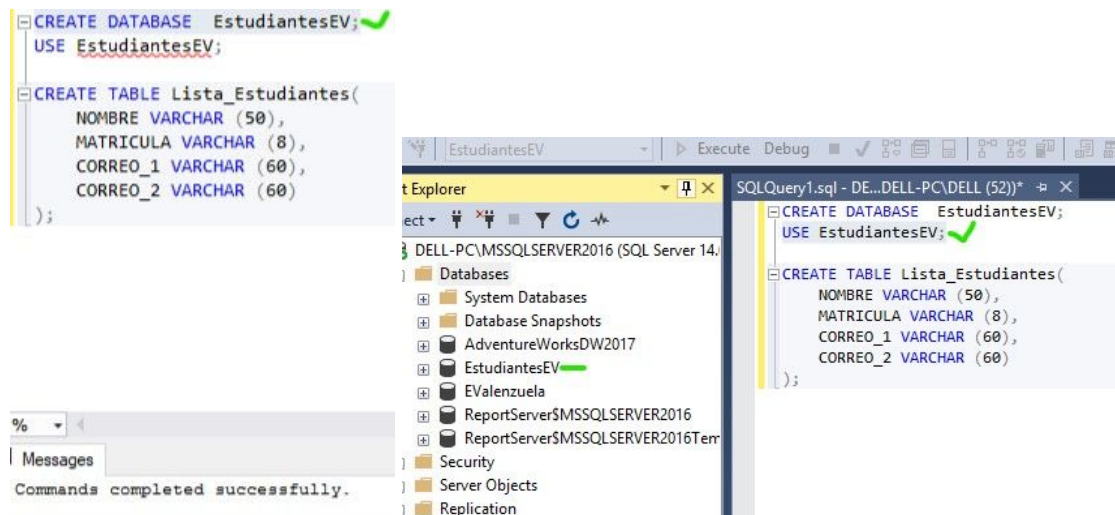 CREATE DATABASE  EstudiantesEV;
USE EstudiantesEV;
CREATE TABLE Lista_Estudiantes(
NOMBRE VARCHAR (50),
MATRICULA VARCHAR (8),
CORREO_1 VARCHAR (60),
CORREO_2 VARCHAR (60)
);
%
Messages
Commands completed successfully.
EstudiantesEV
Execute Debug
t Explorer
ect
DELL-PC\MSSQLSERVER2016 (SQL Server 14.
Databases
System Databases
Database Snapshots
AdventureWorksDW2017
EstudiantesEV
EValenzuela
ReportServer$MSSQLSERVER2016
ReportServer$MSSQLSERVER2016Tem
Security
Server Objects
Replication
SQLQuery1.sql - DE...DELL-PC\DELL (52))*
CREATE DATABASE  EstudiantesEV;
USE EstudiantesEV;
CREATE TABLE Lista_Estudiantes(
NOMBRE VARCHAR (50),
MATRICULA VARCHAR (8),
CORREO_1 VARCHAR (60),
CORREO_2 VARCHAR (60)
);